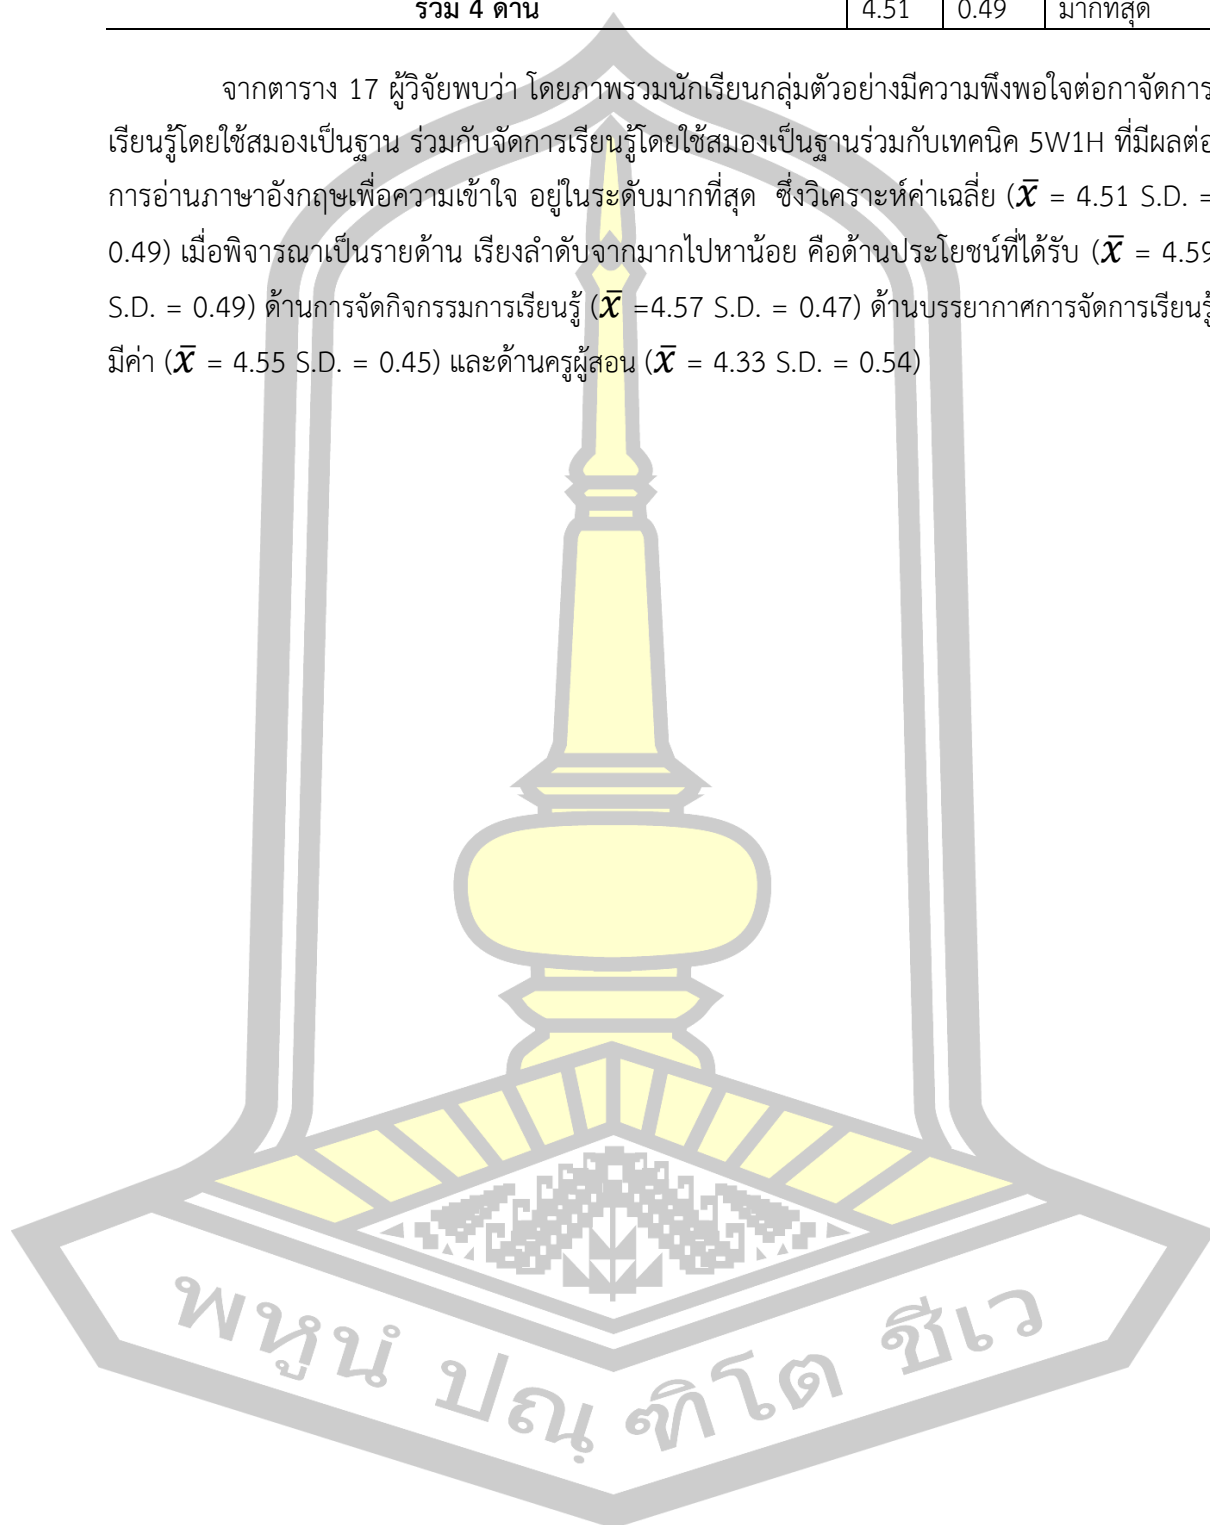 รวม 4 ด้าน 4.51 0.49 มากที่สุด
จากตาราง 17 ผู้วิจัยพบว่า โดยภาพรวมนักเรียนกลุ่มตัวอย่างมีความพึงพอใจต่อกาจัดการ
เรียนรู้โดยใช้สมองเป็นฐาน ร่วมกับจัดการเรียนรู้โดยใช้สมองเป็นฐานร่วมกับเทคนิค 5W1H ที่มีผลต่อ
การอ่านภาษาอังกฤษเพื่อความเข้าใจ อยู่ในระดับมากที่สุด ซึ่งวิเคราะห์ค่าเฉลี่ย (x̄ = 4.51 S.D. =
0.49) เมื่อพิจารณาเป็นรายด้าน เรียงลำดับจากมากไปหาน้อย คือด้านประโยชน์ที่ได้รับ (x̄ = 4.59
S.D. = 0.49) ด้านการจัดกิจกรรมการเรียนรู้ (x̄ =4.57 S.D. = 0.47) ด้านบรรยากาศการจัดการเรียนรู้
มีค่า (x̄ = 4.55 S.D. = 0.45) และด้านครูผู้สอน (x̄ = 4.33 S.D. = 0.54)
พหูนํ ปณฺ ฑิโต ชีเว